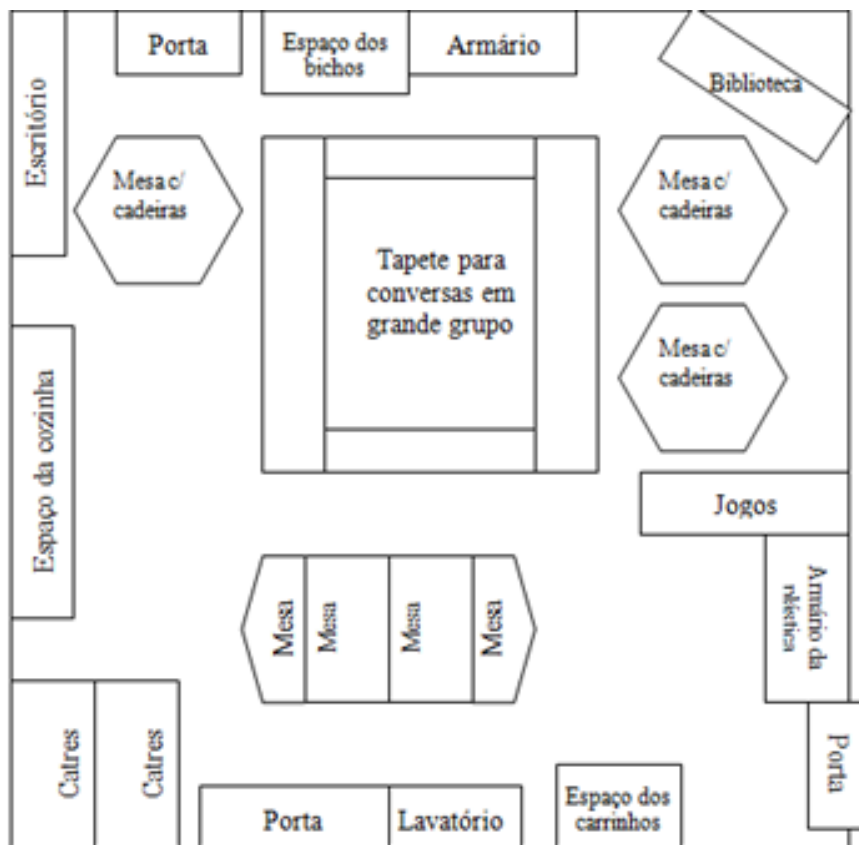 Porta
Espaço dos
bichos
Armário
Biblioteca
Escritório
Mesa c/
cadeiras
Mesa c/
cadeiras
Tapete para
conversas em
grande grupo
Mesa c/
cadeiras
Espaço da cozinha
Jogos
Armário da
plástica
Mesa
Mesa
Mesa
Mesa
Catres
Catres
Porta
Porta
Lavatório
Espaço dos
carrinhos